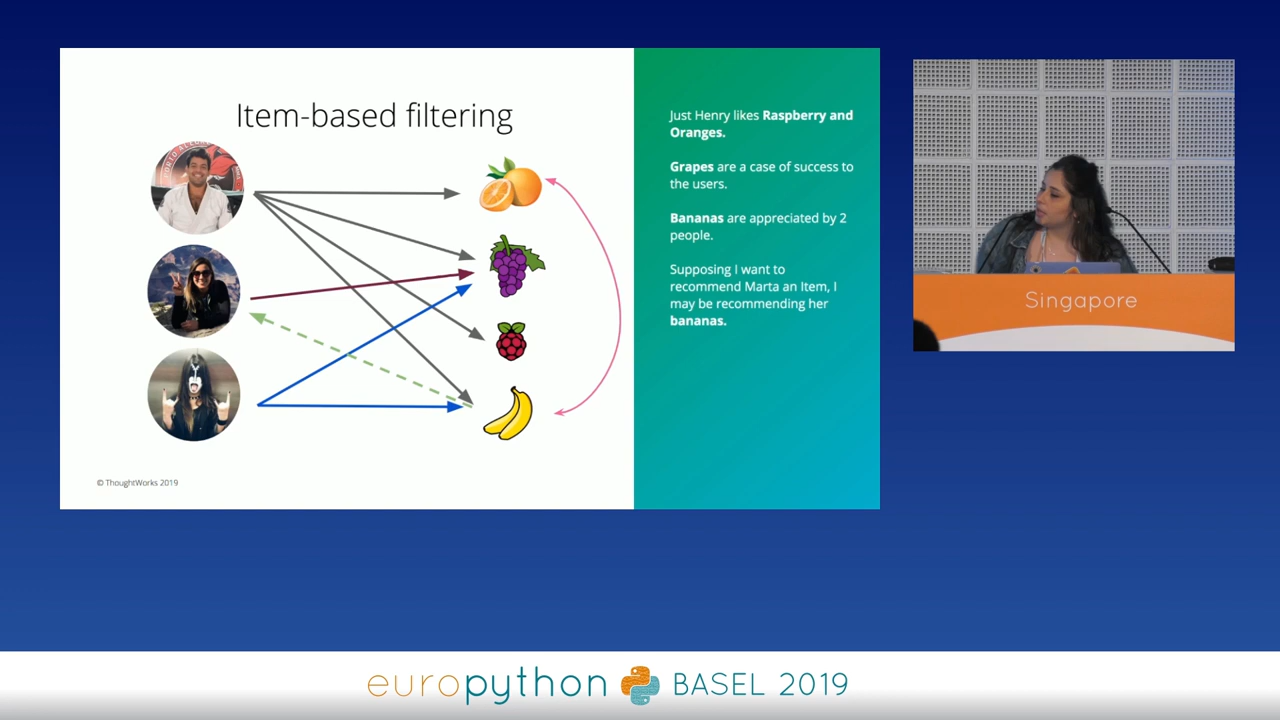 Item-based filtering
Just Henry likes Raspberry and
Oranges.
Grapes are a case of success to
the users.
Bananas are appreciated by 2
people.
Supposing I want to
recommend Marta an Item, I
may be recommending her
bananas.
© ThoughtWorks 2019
Singapore
europython BASEL 2019